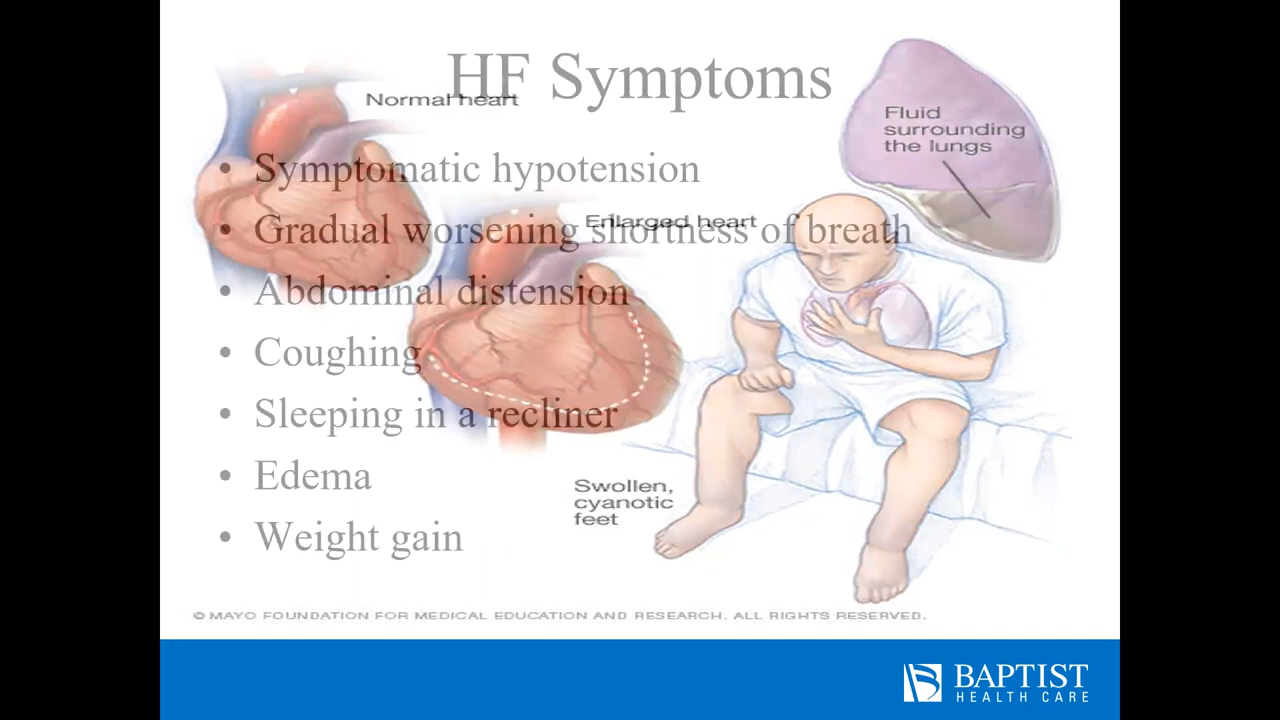 HF Symptoms
Normal heart
Fluid
surrounding
the lungs
• Symptomatic hypotension
Enlarged heart
• Gradual worsening shortness of breath
• Abdominal distension
• Coughing
• Sleeping in a recliner
• Edema
Swollen,
cyanotic
feet
• Weight gain
© MAYO FOUNDATION FOR MEDICAL EDUCATION AND RESEARCH. ALL RIGHTS RESERVED.
BAPTIST
HEALTH CARE